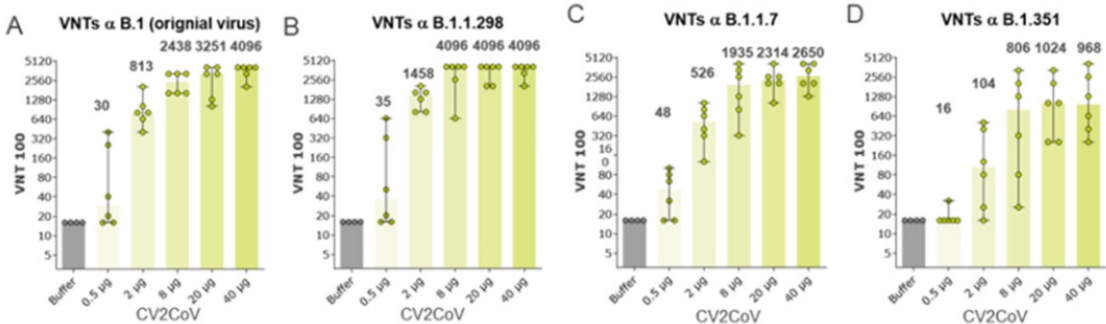 A
VNTs α B.1 (orignial virus)
30
813
2438 3251 4096
VNT 100
5120
2560
1280
640
320
160
80
40
20
10
5
Buffer
0.5 µg
2 µg
8 µg
20 µg
40 µg
CV2CoV
B
VNTs α B.1.1.298
35
1458
4096 4096 4096
VNT 100
5120
2560
1280
640
320
160
80
40
20
10
5
Buffer
0.5 µg
2 µg
8 µg
20 µg
40 µg
CV2CoV
C
VNTs α B.1.1.7
48
526
1935 2314 2650
VNT 100
5120
2560
1280
640
320
16
0
80
40
20
10
5
Buffer
0.5 µg
2 µg
8 µg
20 µg
40 µg
CV2CoV
D
VNTs α B.1.351
16
104
806 1024 968
VNT 100
5120
2560
1280
640
320
160
80
40
20
10
5
Buffer
0.5 µg
2 µg
8 µg
20 µg
40 µg
CV2CoV